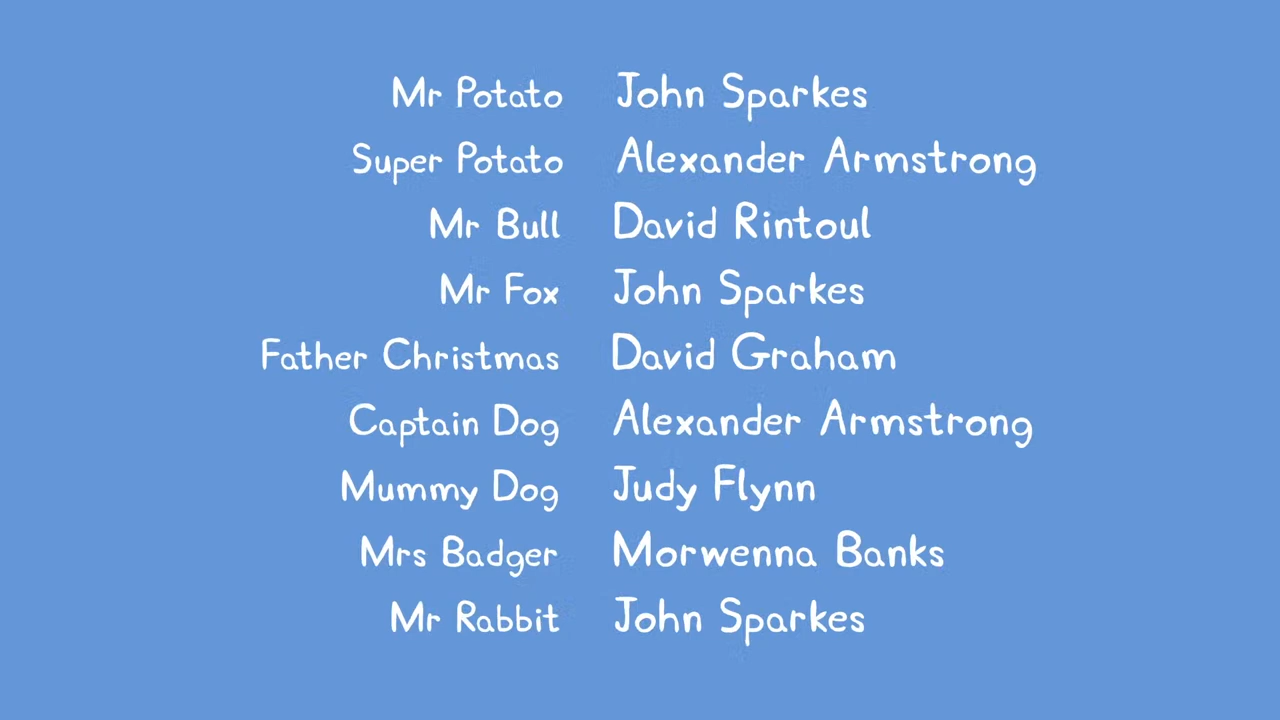 Mr Potato John Sparkes
Super Potato Alexander Armstrong
Mr Bull David Rintoul
Mr Fox John Sparkes
Father Christmas David Graham
Captain Dog Alexander Armstrong
Mummy Dog Judy Flynn
Mrs Badger Morwenna Banks
Mr Rabbit John Sparkes